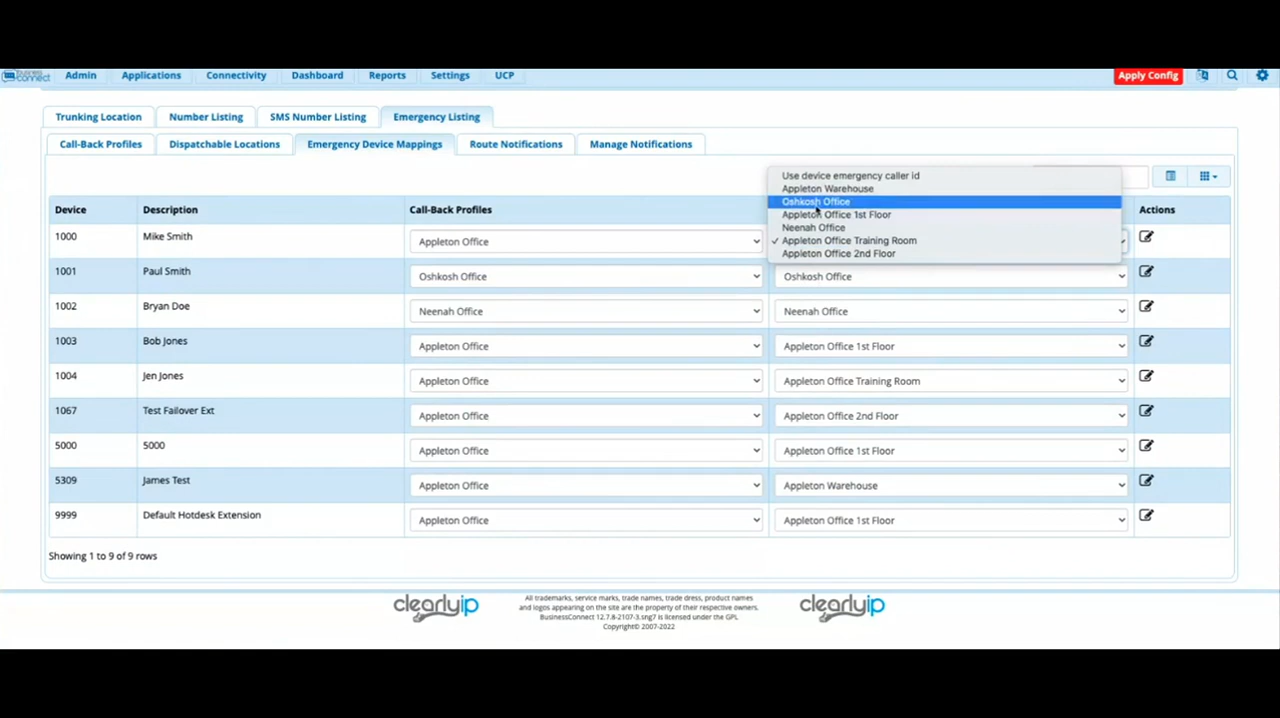 business connect Admin Applications Connectivity Dashboard Reports Settings UCP Apply Config
Trunking Location Number Listing SMS Number Listing Emergency Listing
Call-Back Profiles Dispatchable Locations Emergency Device Mappings Route Notifications Manage Notifications
Use device emergency caller id
Appleton Warehouse
Oshkosh Office
Appleton Office 1st Floor
Neenah Office
✓ Appleton Office Training Room
Appleton Office 2nd Floor
Device Description Call-Back Profiles Actions
1000 Mike Smith Appleton Office
1001 Paul Smith Oshkosh Office Oshkosh Office
1002 Bryan Doe Neenah Office Neenah Office
1003 Bob Jones Appleton Office Appleton Office 1st Floor
1004 Jen Jones Appleton Office Appleton Office Training Room
1067 Test Failover Ext Appleton Office Appleton Office 2nd Floor
5000 5000 Appleton Office Appleton Office 1st Floor
5309 James Test Appleton Office Appleton Warehouse
9999 Default Hotdesk Extension Appleton Office Appleton Office 1st Floor
Showing 1 to 9 of 9 rows
clearlyip
All trademarks, service marks, trade names, trade dress, product names
and logos appearing on the site are the property of their respective owners.
BusinessConnect 12.7.8-2107-3.sng7 is licensed under the GPL
Copyright© 2007-2022
clearlyip